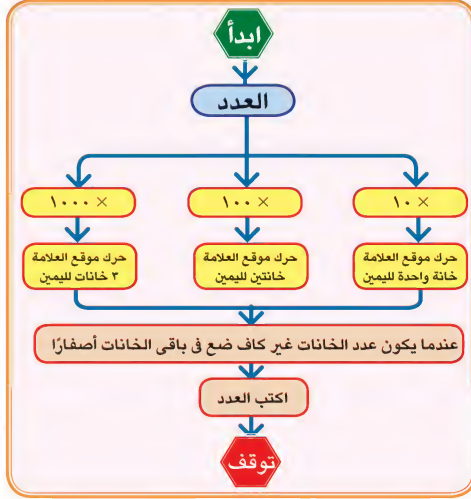 ابدأ
العدد
× ١٠
× ١٠٠
× ١٠٠٠
حرك موقع العلامة
خانة واحدة لليمين
حرك موقع العلامة
خانتين لليمين
حرك موقع العلامة
٣ خانات لليمين
عندما يكون عدد الخانات غير كاف ضع فى باقى الخانات أصفارًا
اكتب العدد
توقف